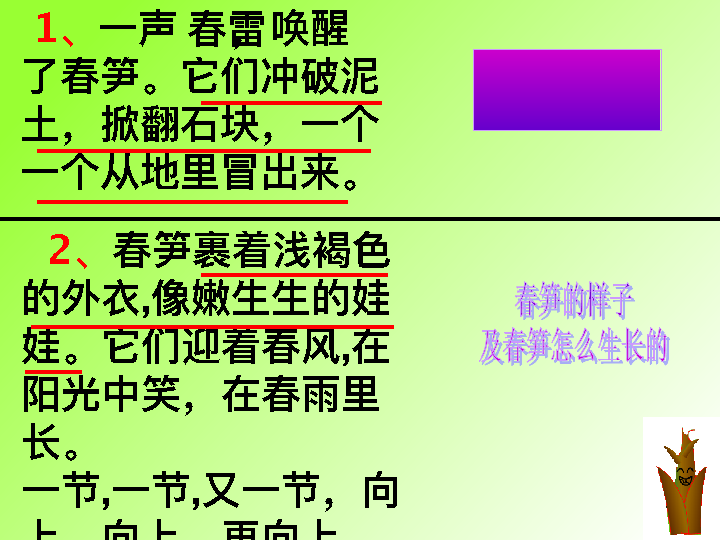 1、一声 春雷 唤醒
了春笋。它们冲破泥
土，掀翻石块，一个
一个从地里冒出来。
2、春笋裹着浅褐色
的外衣,像嫩生生的娃
娃。它们迎着春风,在
阳光中笑，在春雨里
长。
一节,一节,又一节，向
上，向上，再向上
春笋的样子
及春笋怎么生长的